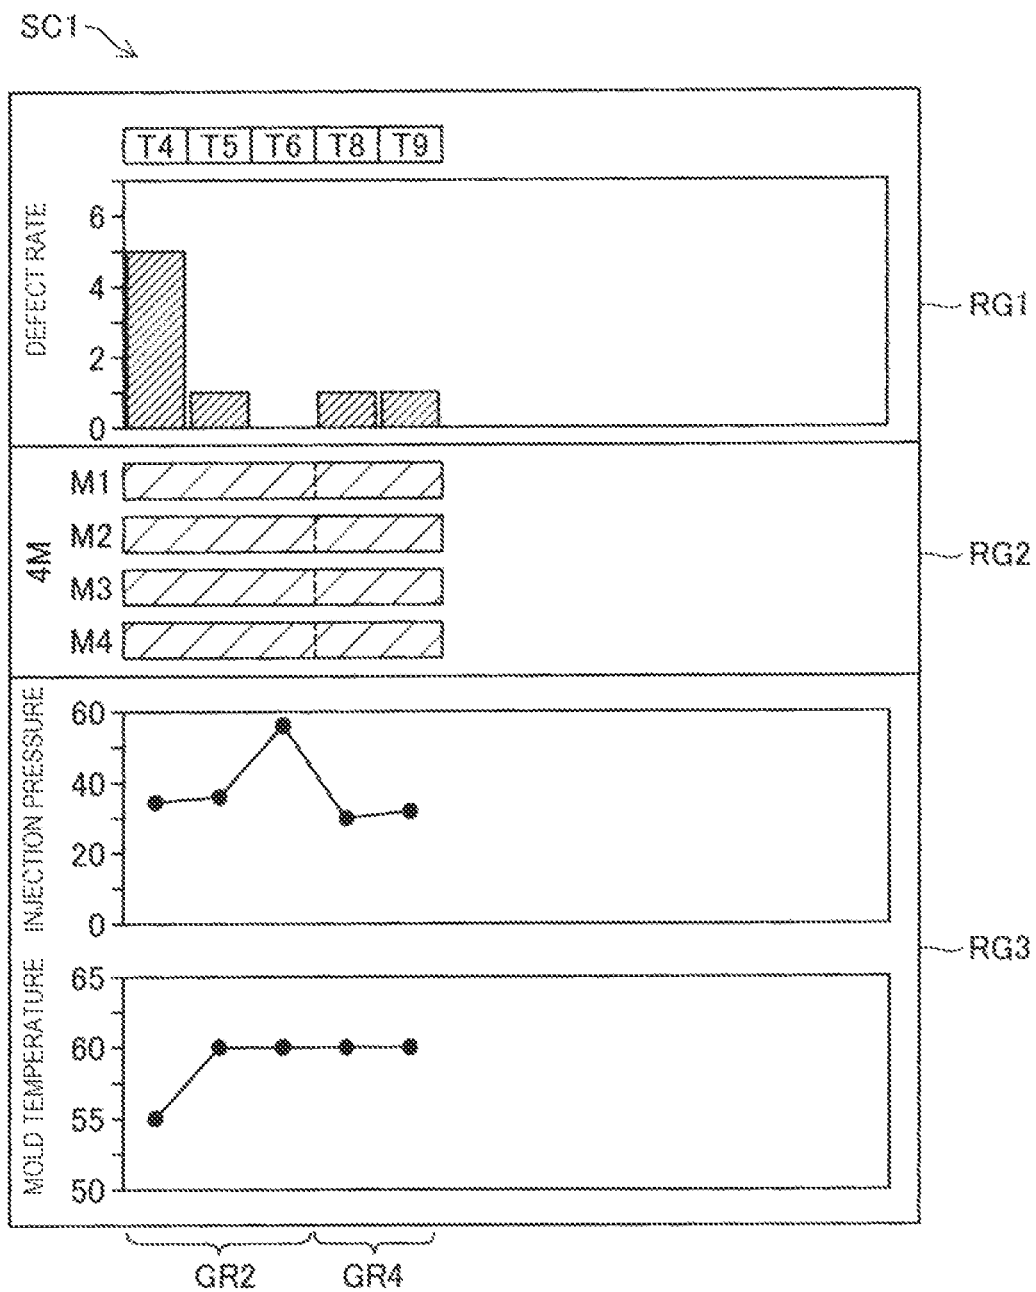 SC1
T4 T5 T6 T8 T9
DEFECT RATE
6
4
2
0
RG1
4M
M1
M2
M3
M4
RG2
INJECTION PRESSURE
60
40
20
0
RG3
MOLD TEMPERATURE
65
60
55
50
GR2 GR4